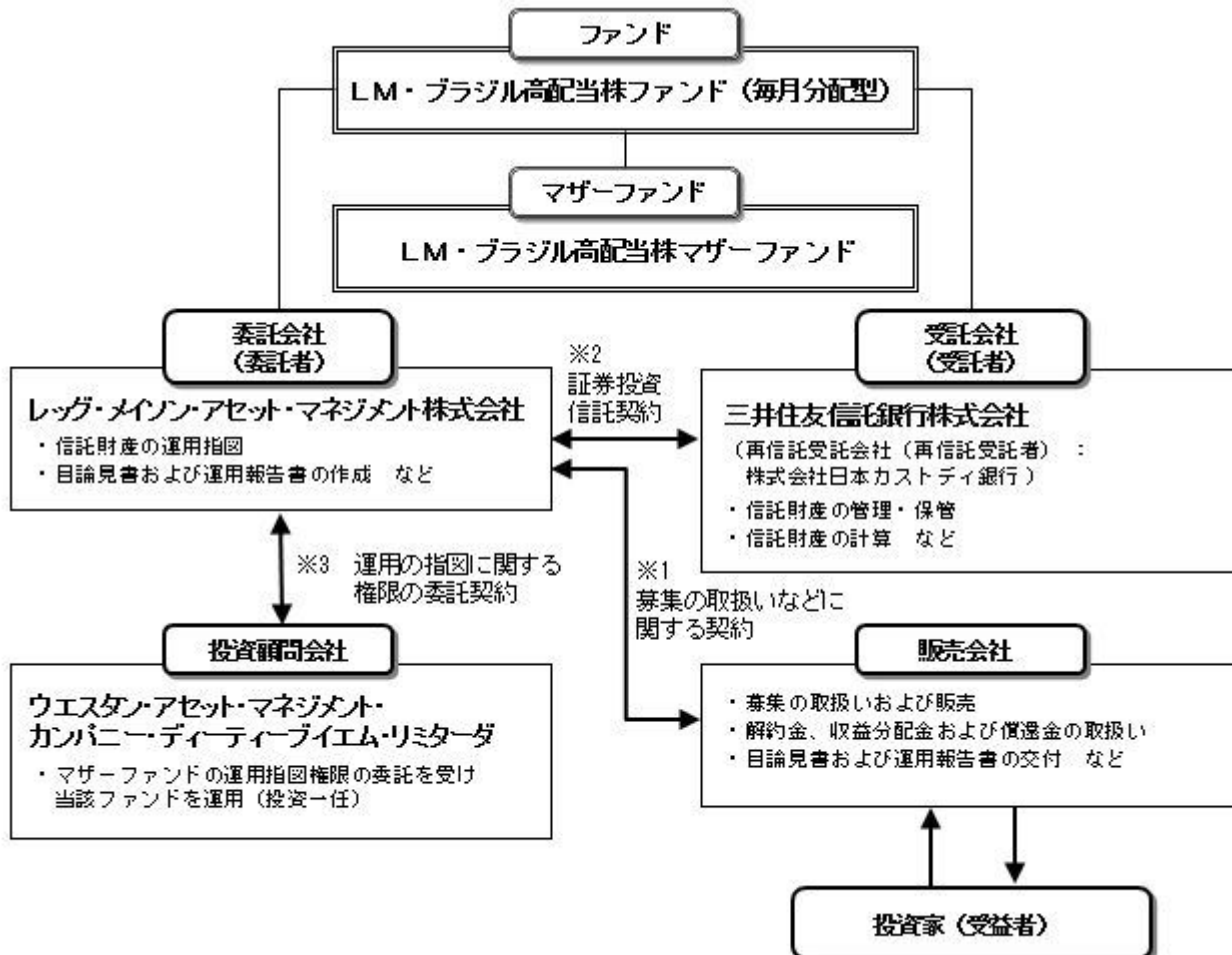 ファンド
LM・ブラジル高配当株ファンド（毎月分配型）
マザーファンド
LM・ブラジル高配当株マザーファンド
委託会社
（委託者）
レッグ・メイソン・アセット・マネジメント株式会社
・信託財産の運用指図
・目論見書および運用報告書の作成 など
※2
証券投資
信託契約
受託会社
（受託者）
三井住友信託銀行株式会社
（再信託受託会社（再信託受託者）：
株式会社日本カストディ銀行）
・信託財産の管理・保管
・信託財産の計算 など
※3 運用の指図に関する
権限の委託契約
※1
募集の取扱いなどに
関する契約
投資顧問会社
ウエスタン・アセット・マネジメント・
カンパニー・ディーティーブイエム・リミターダ
・マザーファンドの運用指図権限の委託を受け
当該ファンドを運用（投資一任）
販売会社
・募集の取扱いおよび販売
・解約金、収益分配金および償還金の取扱い
・目論見書および運用報告書の交付 など
投資家（受益者）